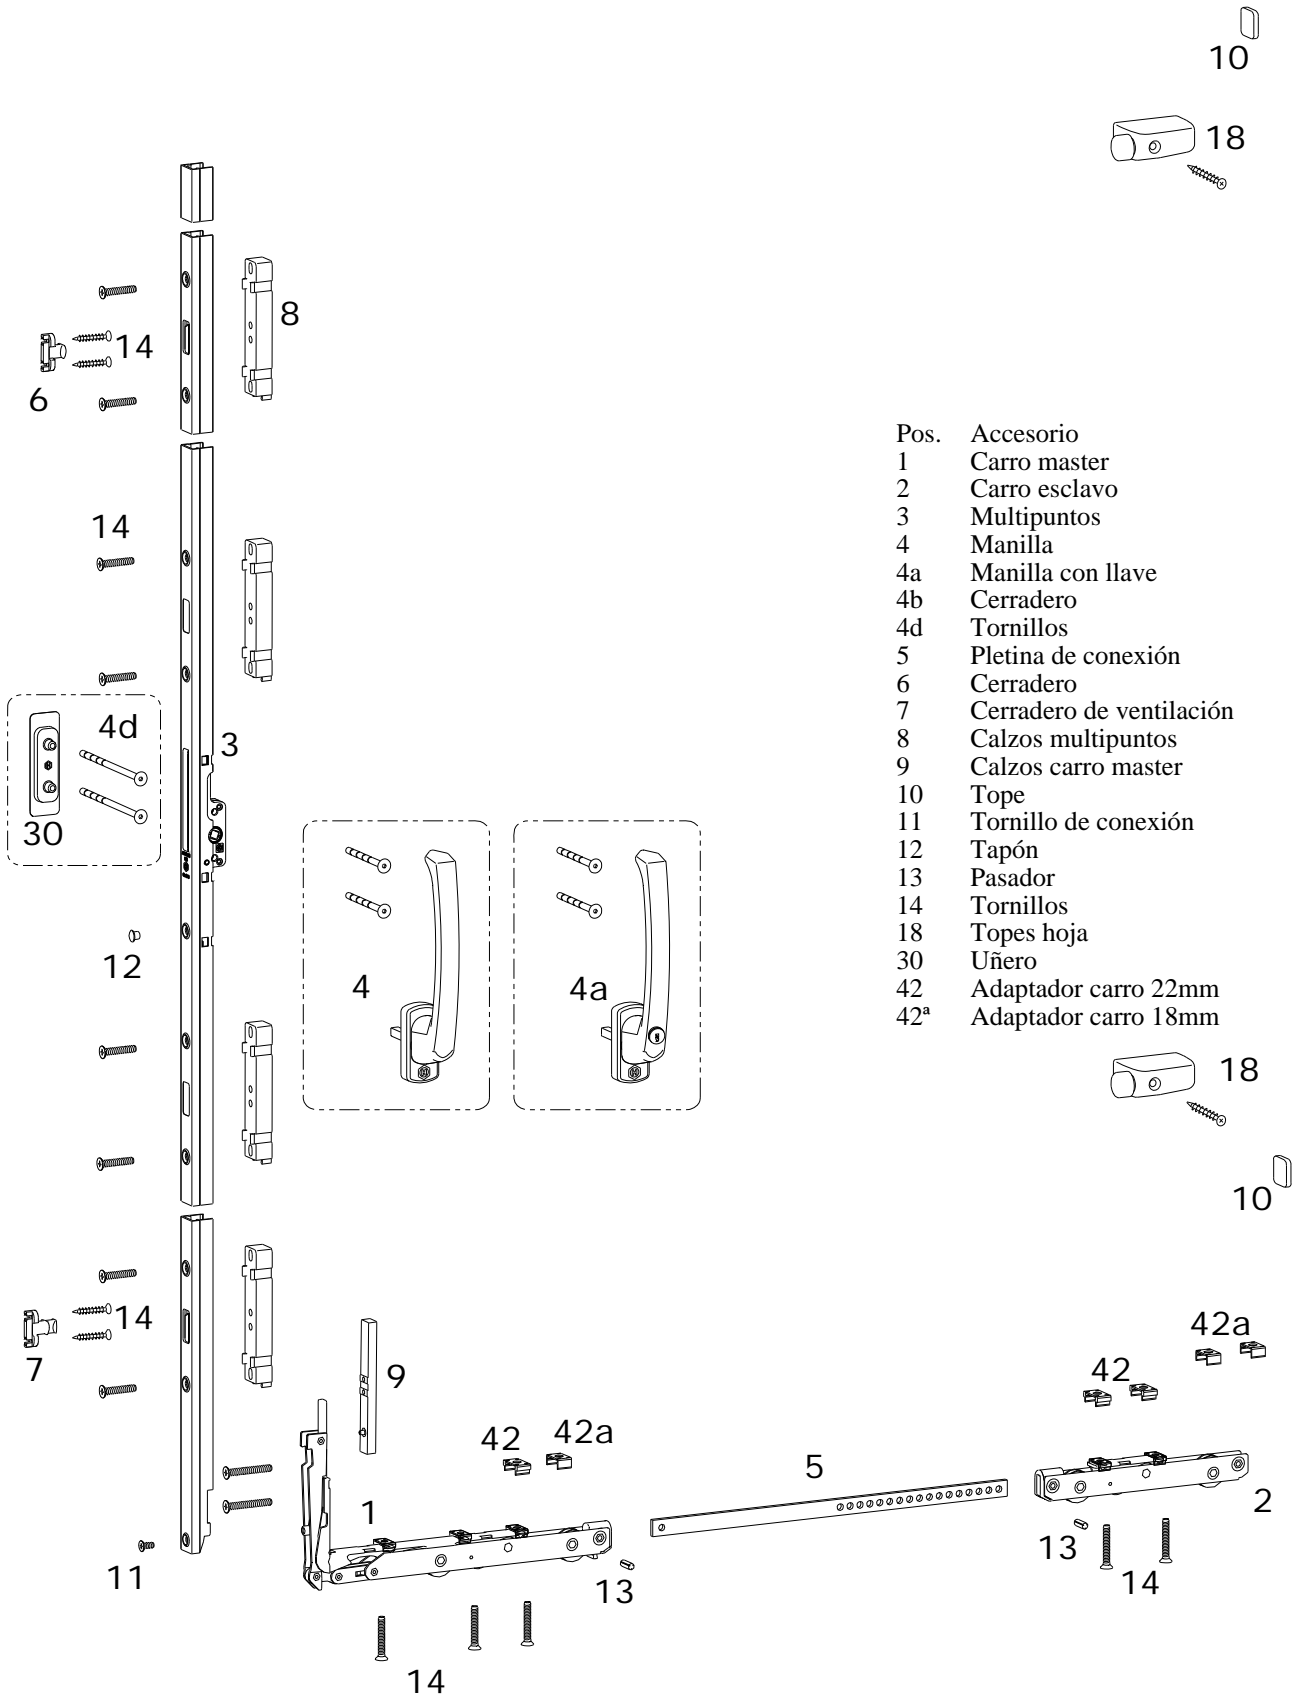 10
18
8
14
6
Pos. Accesorio
1 Carro master
2 Carro esclavo
3 Multipuntos
4 Manilla
4a Manilla con llave
4b Cerradero
4d Tornillos
5 Pletina de conexión
6 Cerradero
7 Cerradero de ventilación
8 Calzos multipuntos
9 Calzos carro master
10 Tope
11 Tornillo de conexión
12 Tapón
13 Pasador
14 Tornillos
18 Topes hoja
30 Uñero
42 Adaptador carro 22mm
42ª Adaptador carro 18mm
14
4d
3
30
12
4
4a
18
10
14
7
9
42a
42
42
42a
5
1
2
11
13
13
14
14